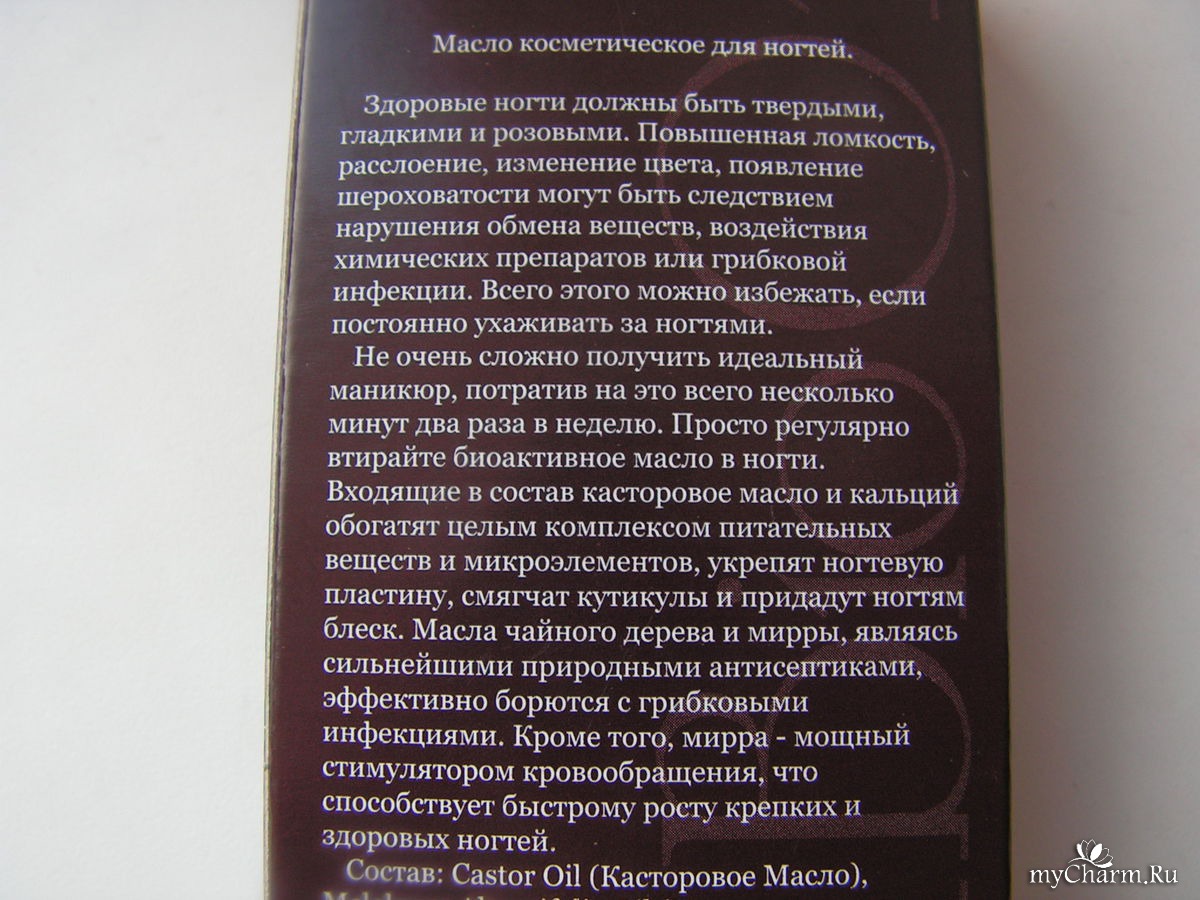 Масло косметическое для ногтей.
Здоровые ногти должны быть твердыми,
гладкими и розовыми. Повышенная ломкость,
расслоение, изменение цвета, появление
шероховатости могут быть следствием
нарушения обмена веществ, воздействия
химических препаратов или грибковой
инфекции. Всего этого можно избежать, если
постоянно ухаживать за ногтями.
Не очень сложно получить идеальный
маникюр, потратив на это всего несколько
минут два раза в неделю. Просто регулярно
втирайте биоактивное масло в ногти.
Входящие в состав касторовое масло и кальций
обогатят целым комплексом питательных
веществ и микроэлементов, укрепят ногтевую
пластину, смягчат кутикулы и придадут ногтям
блеск. Масла чайного дерева и мирры, являясь
сильнейшими природными антисептиками,
эффективно борются с грибковыми
инфекциями. Кроме того, мирра - мощный
стимулятором кровообращения, что
способствует быстрому росту крепких и
здоровых ногтей.
Состав: Castor Oil (Касторовое Масло),
myCharm.Ru